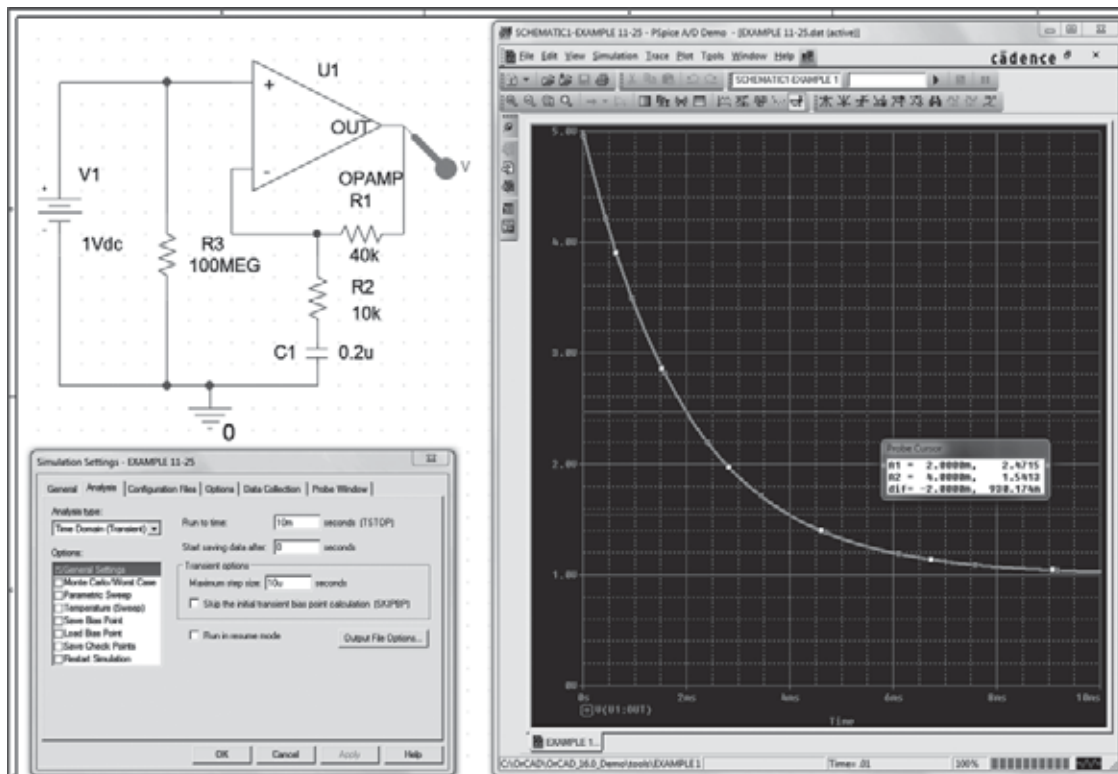 U1
+
OUT
-
V
OPAMP
V1
R1
+
-
1Vdc
R3
100MEG
40k
R2
10k
C1
0.2u
0
Simulation Settings - EXAMPLE 11-25
General Analysis Configuration Files Options Data Collection Probe Window
Analysis type:
Time Domain (Transient)
Options:
General Settings
Monte Carlo/Worst Case
Parametric Sweep
Temperature (Sweep)
Save Bias Point
Load Bias Point
Save Check Points
Restart Simulation
Run to time: 10m seconds (TSTOP)
Start saving data after: 0 seconds
Transient options
Maximum step size: 10u seconds
Skip the initial transient bias point calculation (SKIPBP)
Run in resume mode
Output File Options...
OK Cancel Apply Help
SCHEMATIC1-EXAMPLE 11-25 - PSpice A/D Demo - [EXAMPLE 11-25.dat (active)]
File Edit View Simulation Trace Plot Tools Window Help
cādence
SCHEMATIC1-EXAMPLE 1
5.0V
4.0V
3.0V
2.0V
1.0V
0V
Probe Cursor
A1 = 2.0000m, 2.4715
A2 = 4.0000m, 1.5413
dif= -2.0000m, 930.174m
0s 2ms 4ms 6ms 8ms 10ms
V(U1:OUT)
Time
EXAMPLE 1...
C:\OrCAD\OrCAD_16.0_Demo\tools\EXAMPLE 1
Time= .01
100%